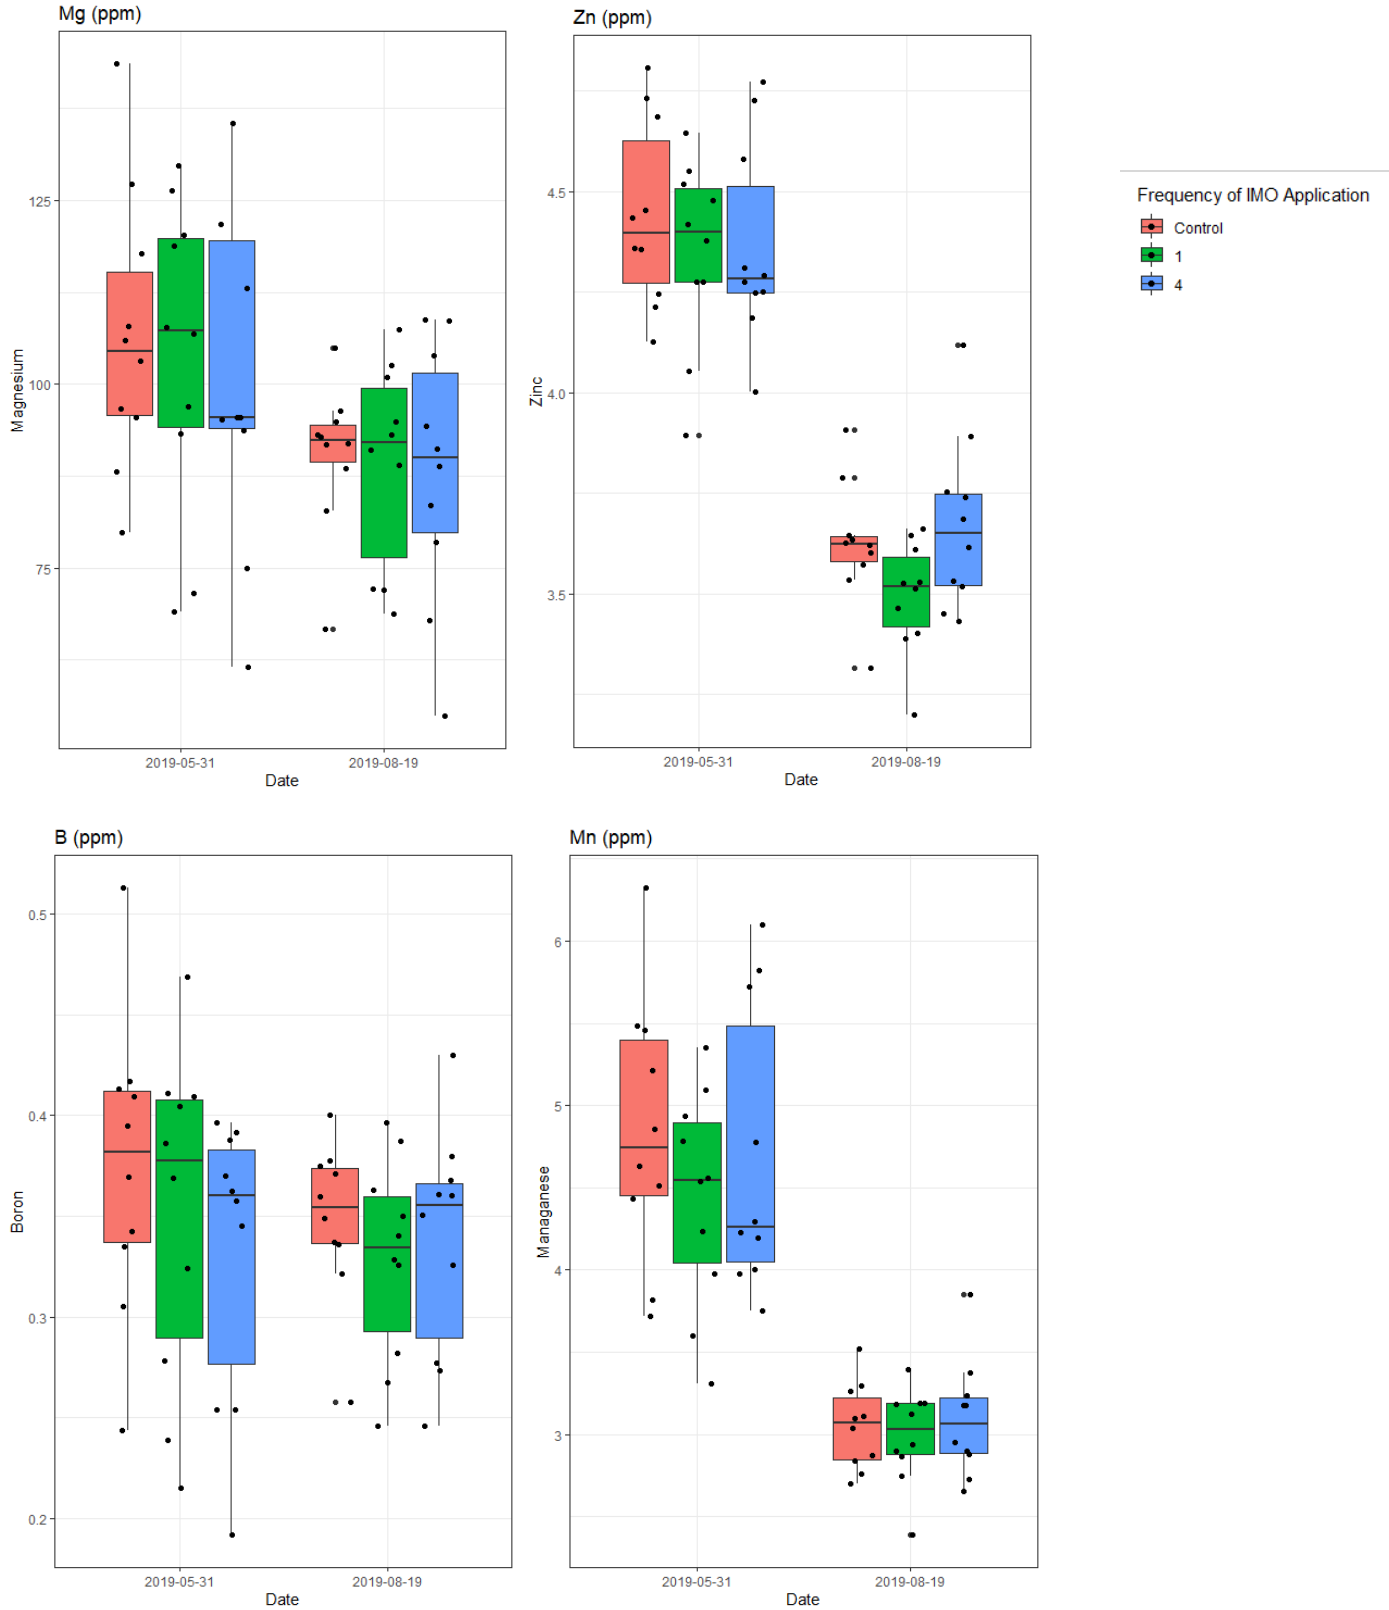 Mg (ppm)
Magnesium
125
100
75
2019-05-31
2019-08-19
Date
Zn (ppm)
Zinc
4.5
4.0
3.5
2019-05-31
2019-08-19
Date
Frequency of IMO Application
Control
1
4
B (ppm)
Boron
0.5
0.4
0.3
0.2
2019-05-31
2019-08-19
Date
Mn (ppm)
Managanese
6
5
4
3
2019-05-31
2019-08-19
Date